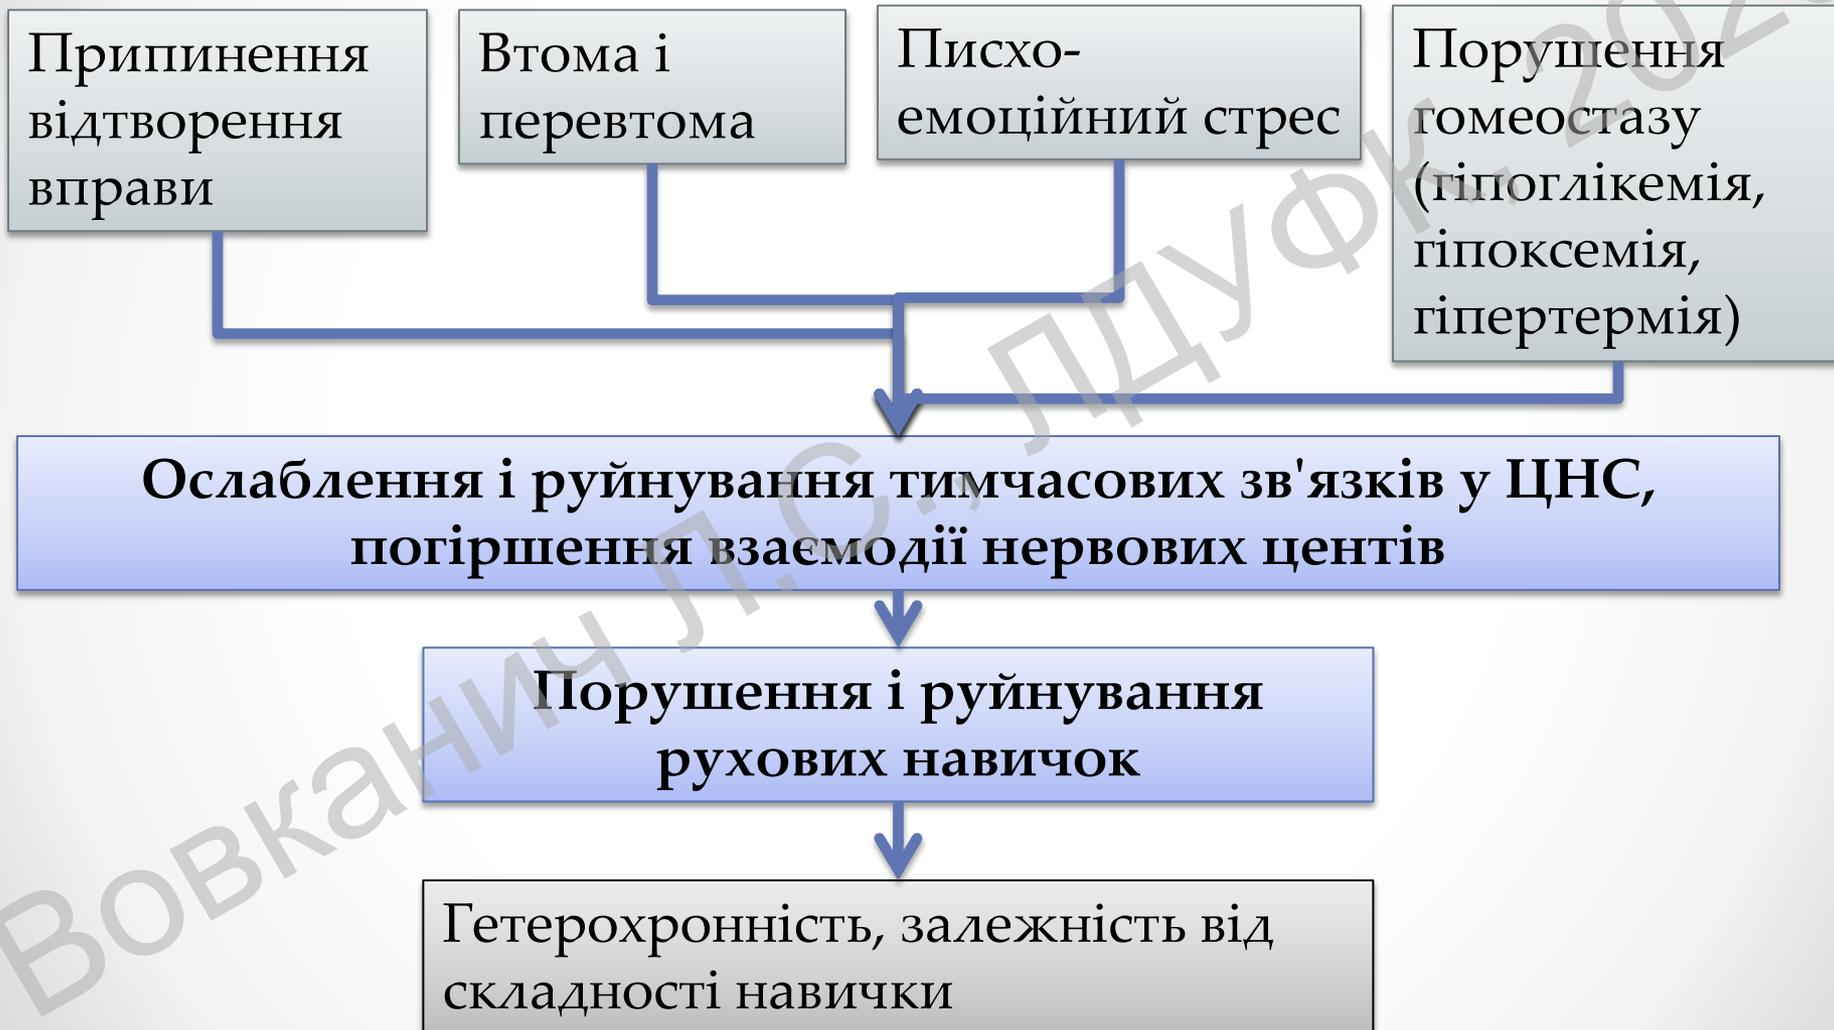 Припинення
відтворення
вправи
Втома і
перевтома
Писхо-
емоційний стрес
Порушення
гомеостазу
(гіпоглікемія,
гіпоксемія,
гіпертермія)
Ослаблення і руйнування тимчасових зв'язків у ЦНС,
погіршення взаємодії нервових центів
Порушення і руйнування
рухових навичок
Гетерохронність, залежність від
складності навички
Вовканич Л.С., ЛДУФК,